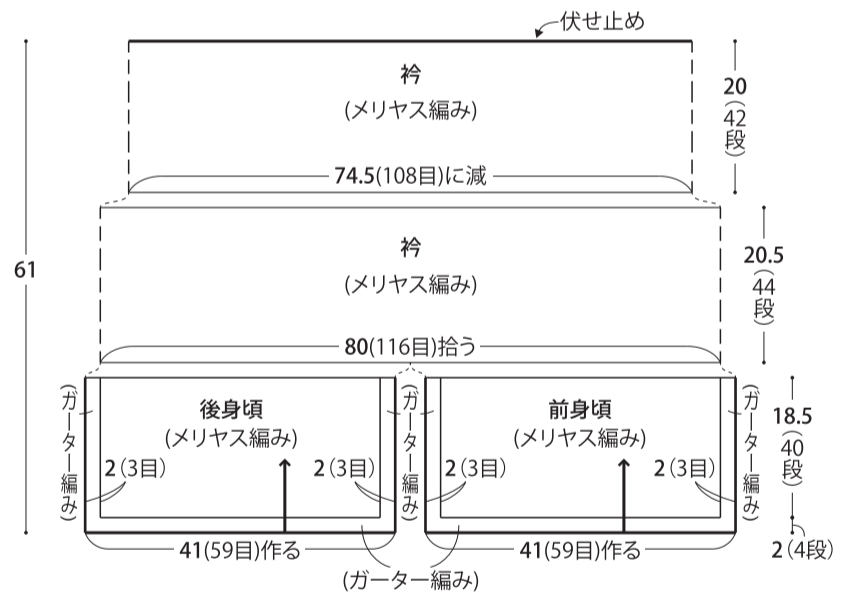 伏せ止め
衿
(メリヤス編み)
20
(42段)
74.5(108目)に減
61
衿
(メリヤス編み)
20.5
(44段)
80(116目)拾う
(ガーター編み)
後身頃
(メリヤス編み)
2(3目)
2(3目)
(ガーター編み)
前身頃
(メリヤス編み)
2(3目)
2(3目)
(ガーター編み)
18.5
(40段)
41(59目)作る
41(59目)作る
2(4段)
(ガーター編み)